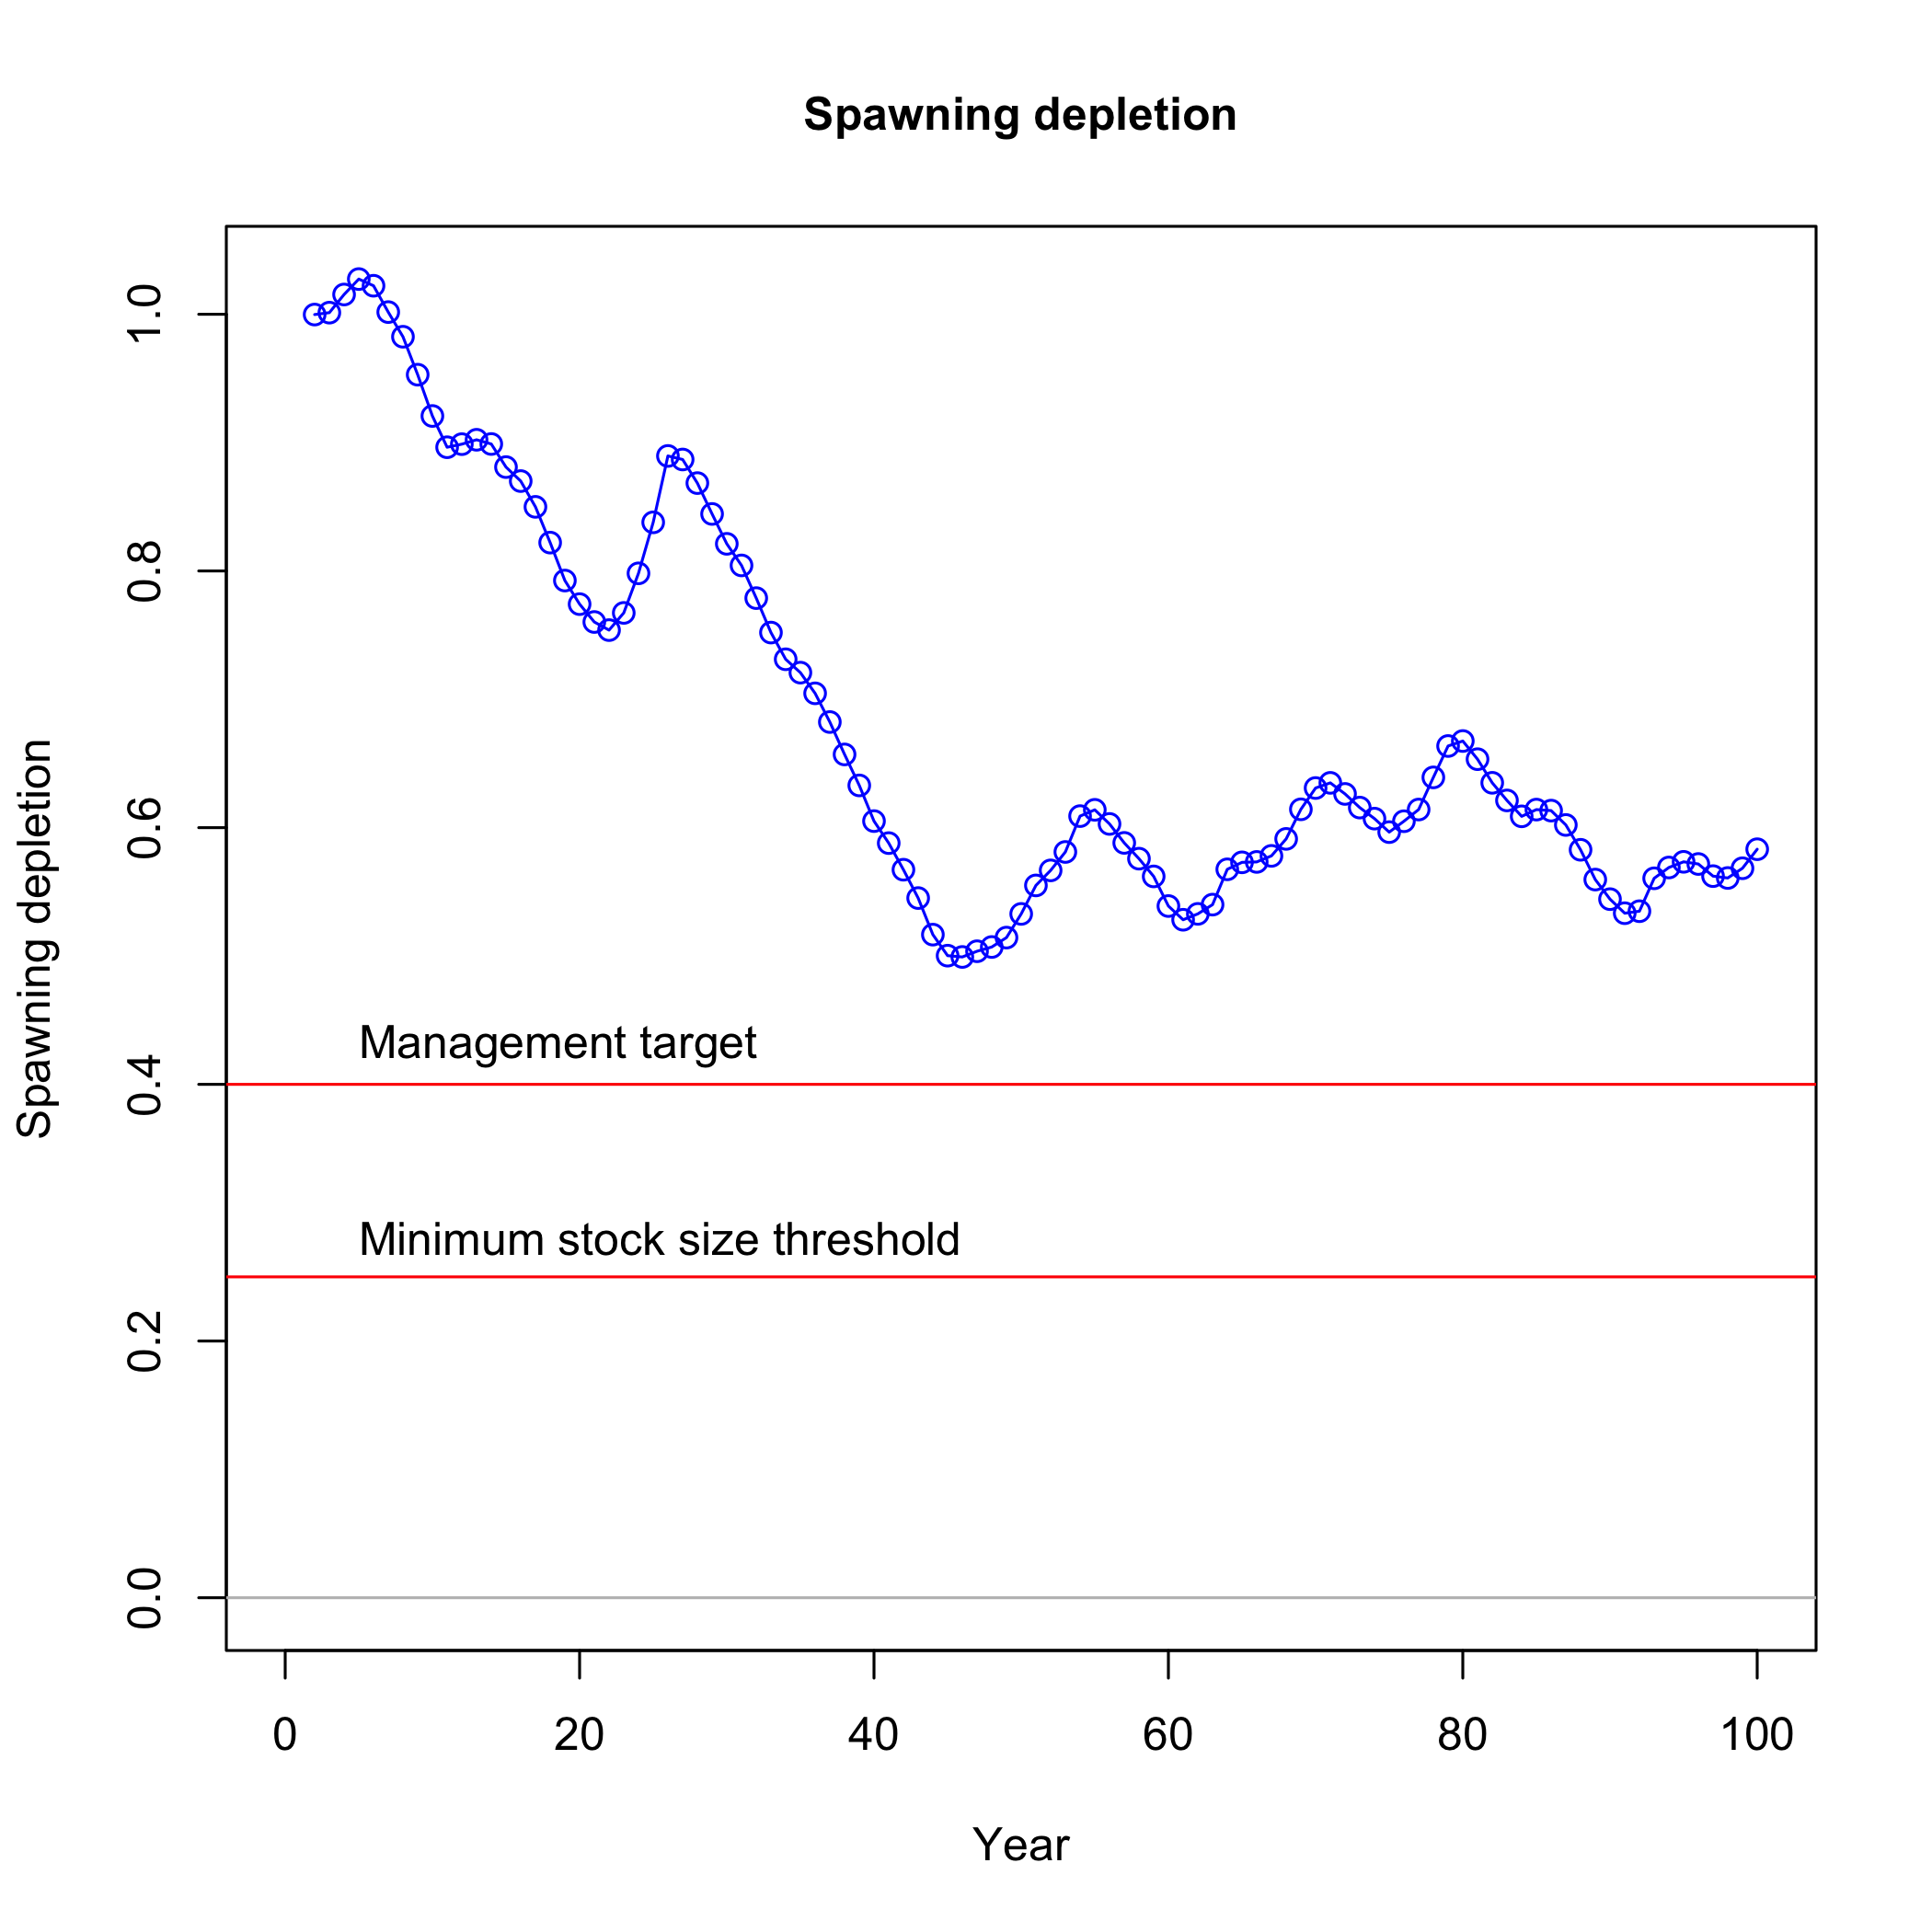 Spawning depletion
Spawning depletion
1.0
0.8
0.6
0.4
0.2
0.0
Management target
Minimum stock size threshold
0 20 40 60 80 100
Year